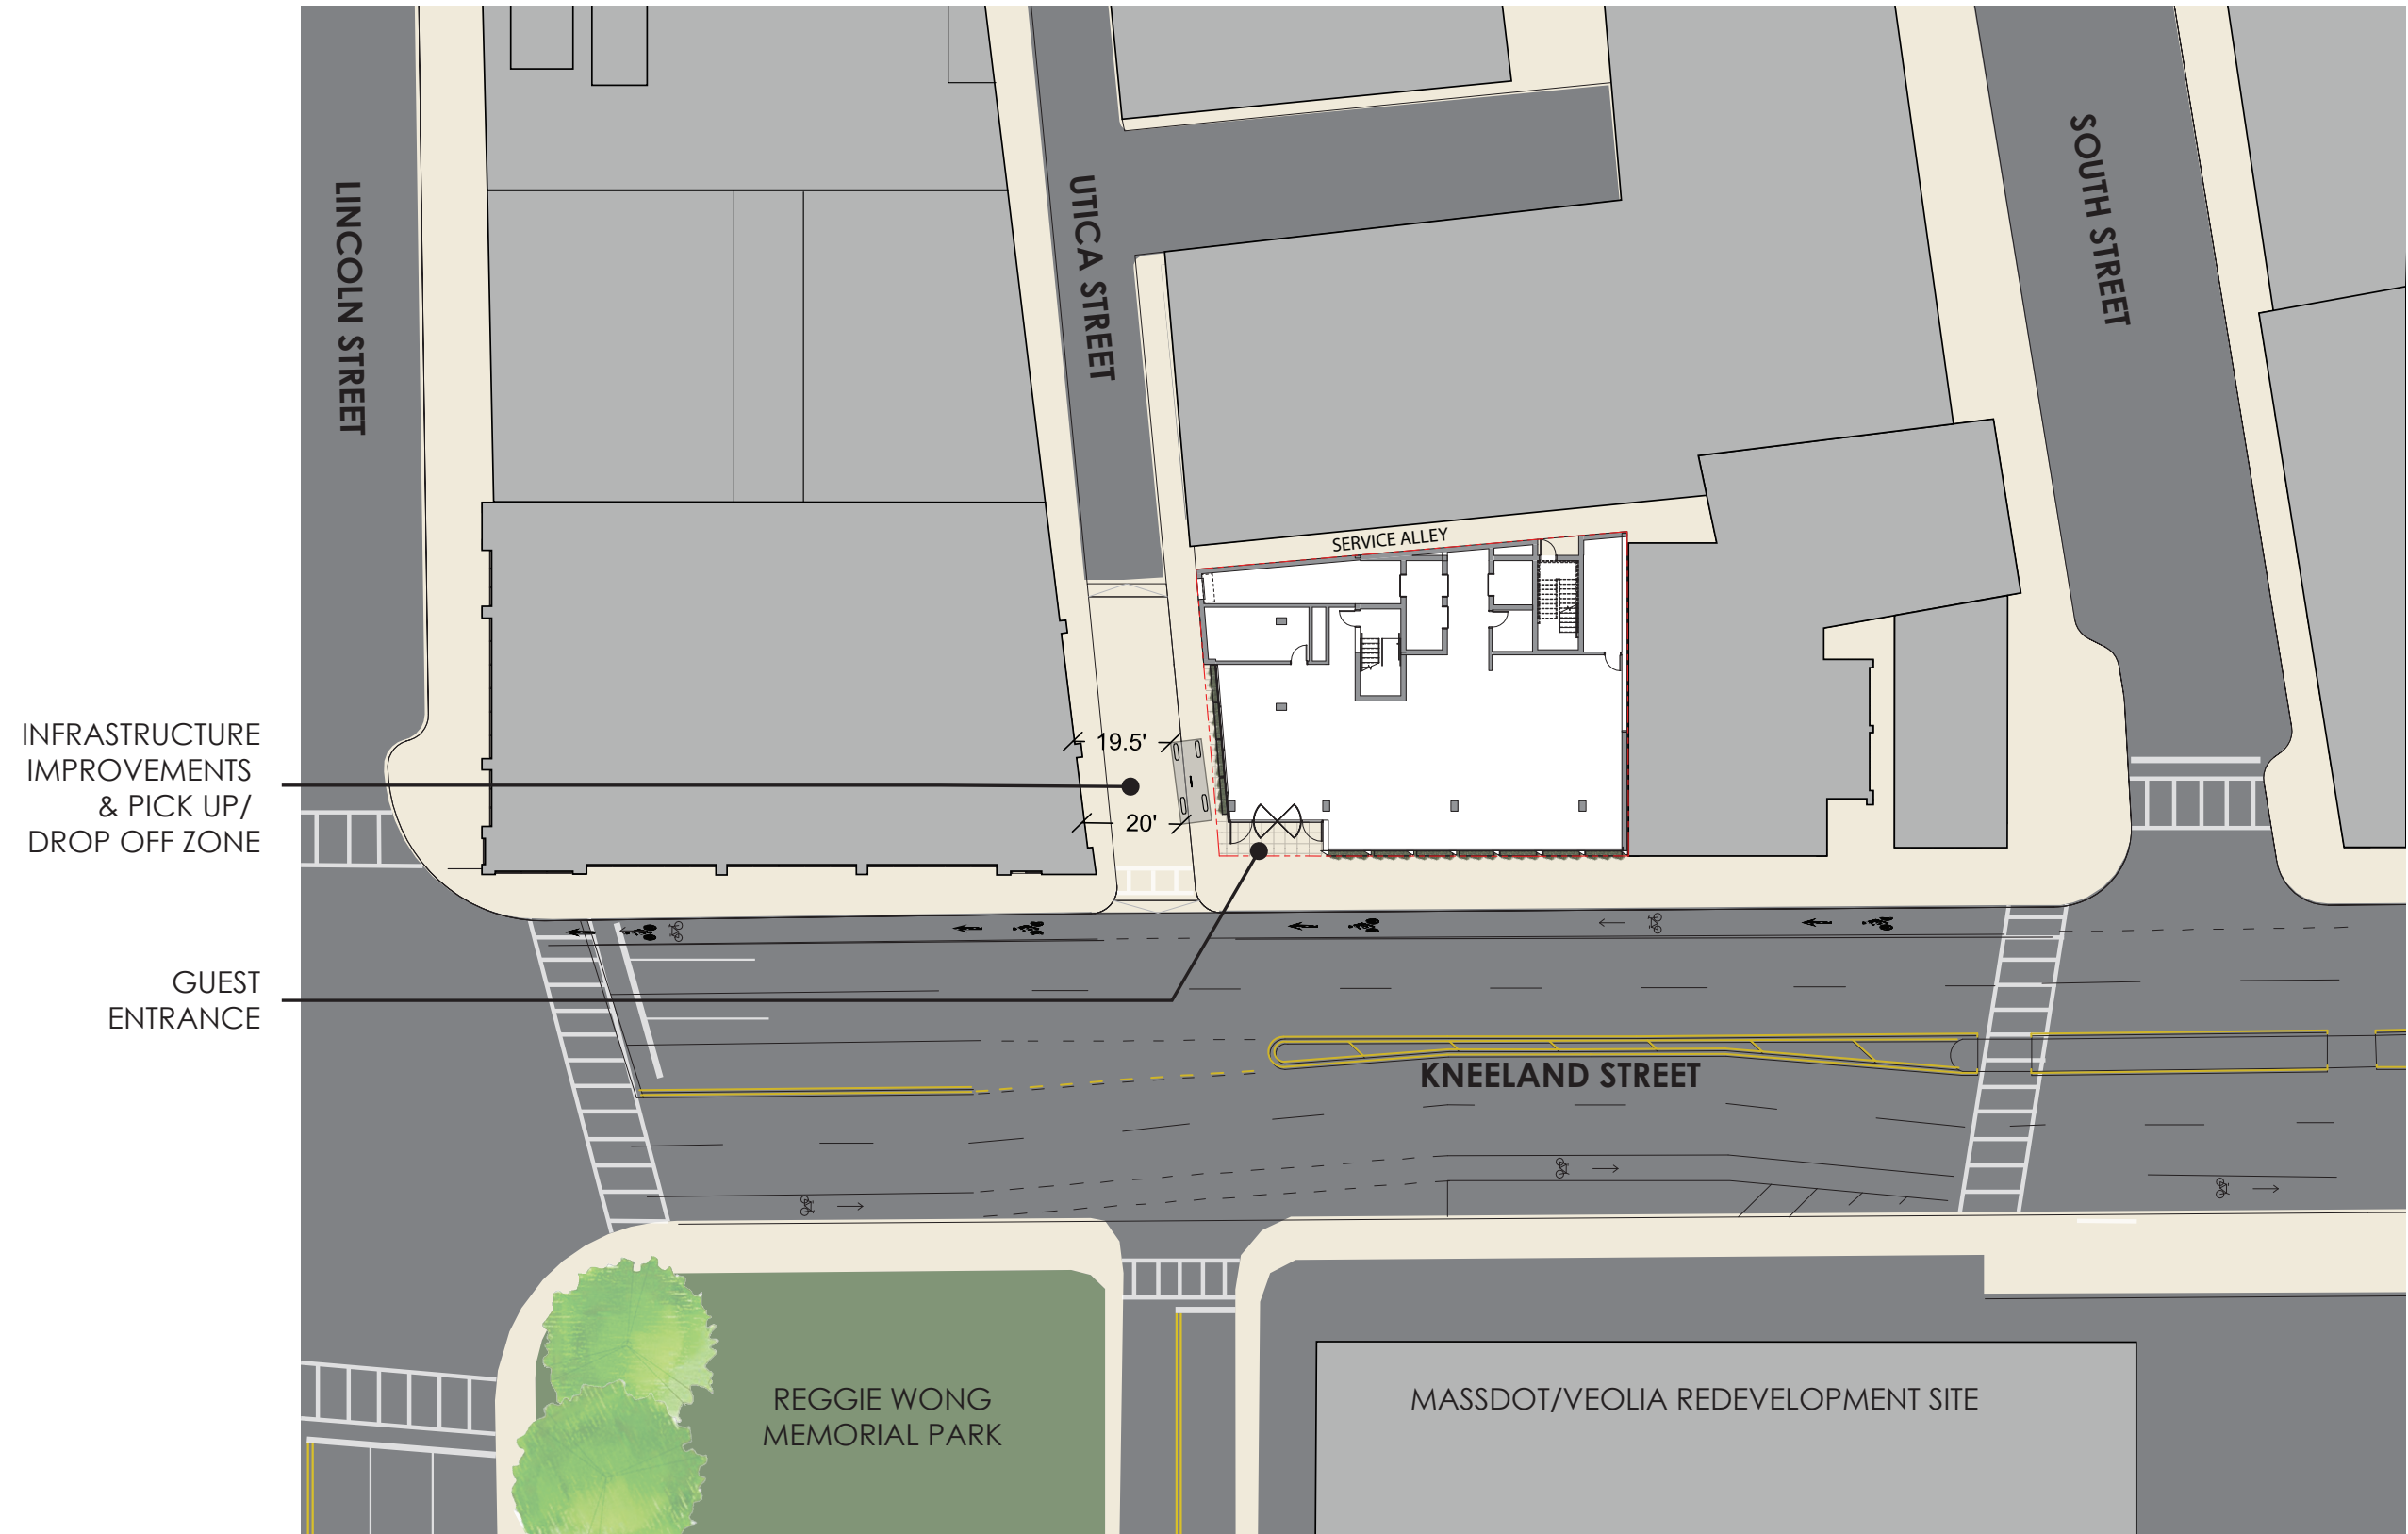 LINCOLN STREET
UTICA STREET
SOUTH STREET
SERVICE ALLEY
INFRASTRUCTURE
IMPROVEMENTS
& PICK UP/
DROP OFF ZONE
19.5'
20'
GUEST
ENTRANCE
KNEELAND STREET
REGGIE WONG
MEMORIAL PARK
MASSDOT/VEOLIA REDEVELOPMENT SITE